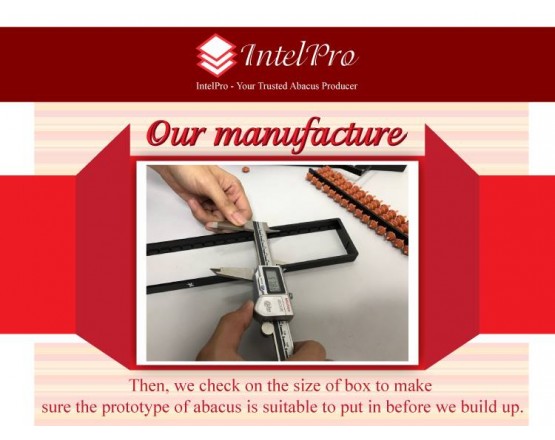 IntelPro
IntelPro - Your Trusted Abacus Producer
Our manufacture
Then, we check on the size of box to make
sure the prototype of abacus is suitable to put in before we build up.